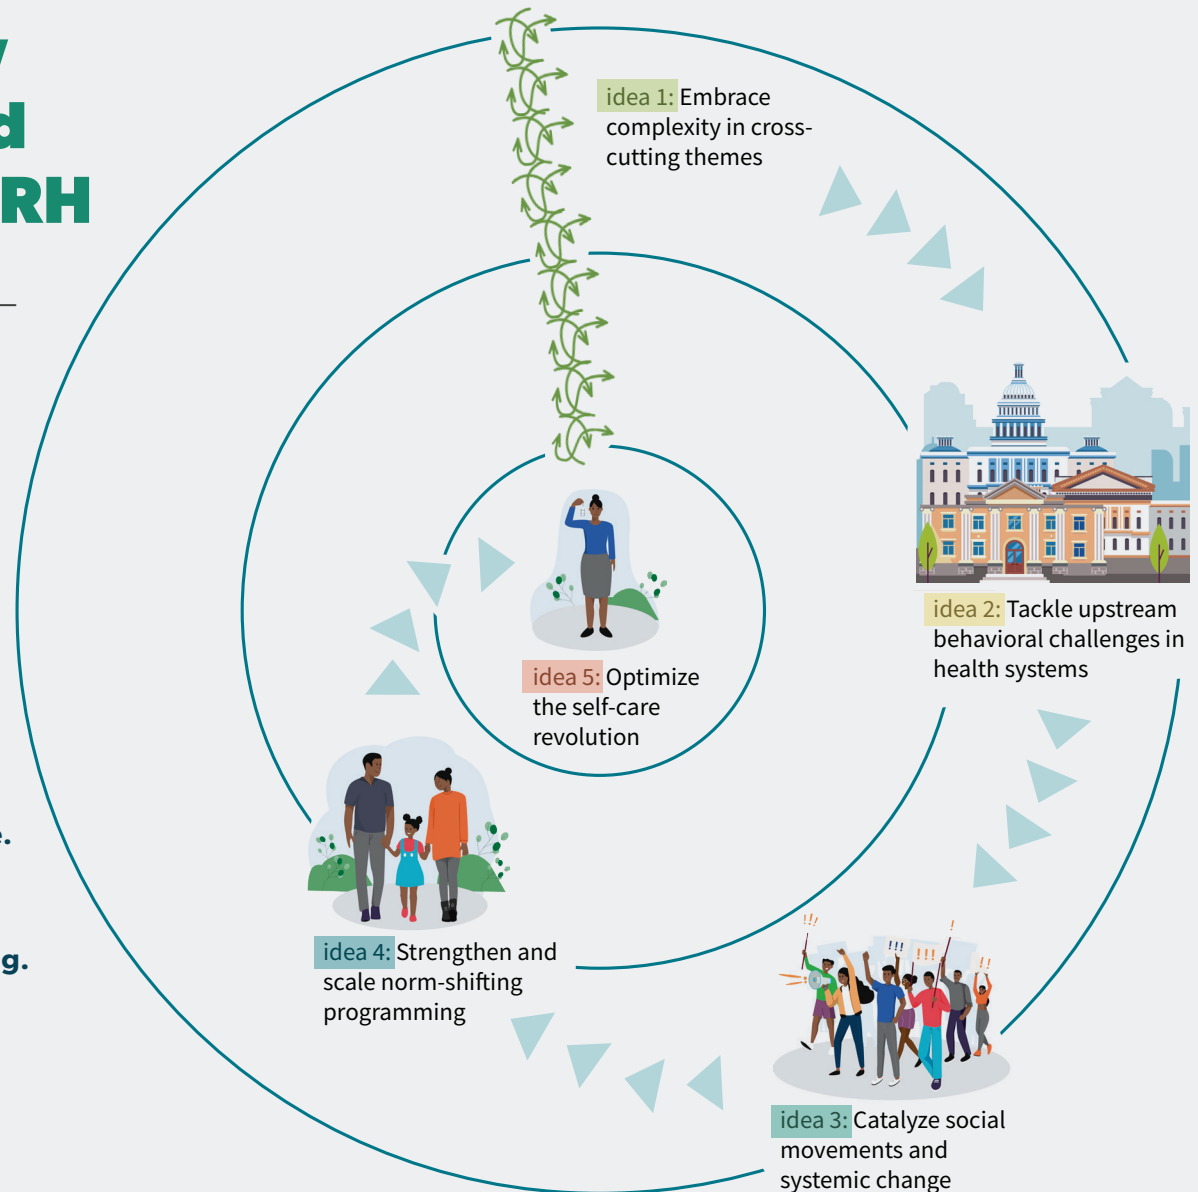 RH
idea 1: Embrace
complexity in cross-
cutting themes
idea 2: Tackle upstream
behavioral challenges in
health systems
idea 5: Optimize
the self-care
revolution
idea 4: Strengthen and
scale norm-shifting
programming
idea 3: Catalyze social
movements and
systemic change